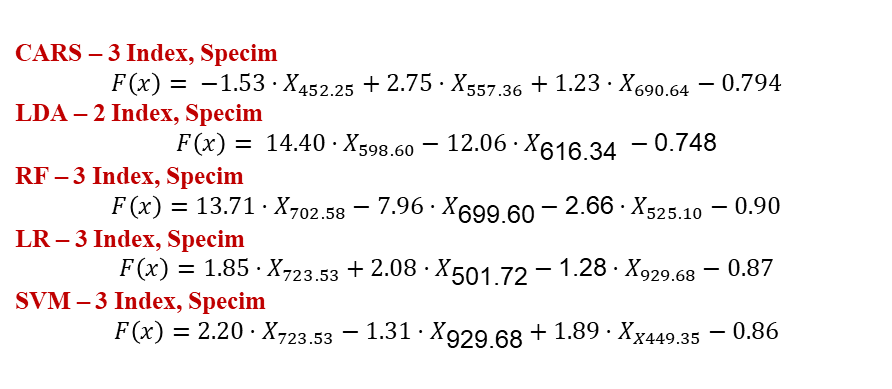 CARS – 3 Index, Specim
F(x) = −1.53 · X452.25 + 2.75 · X557.36 + 1.23 · X690.64 − 0.794
LDA – 2 Index, Specim
F(x) = 14.40 · X598.60 − 12.06 · X616.34 − 0.748
RF – 3 Index, Specim
F(x) = 13.71 · X702.58 − 7.96 · X699.60 − 2.66 · X525.10 − 0.90
LR – 3 Index, Specim
F(x) = 1.85 · X723.53 + 2.08 · X501.72 − 1.28 · X929.68 − 0.87
SVM – 3 Index, Specim
F(x) = 2.20 · X723.53 − 1.31 · X929.68 + 1.89 · XX449.35 − 0.86